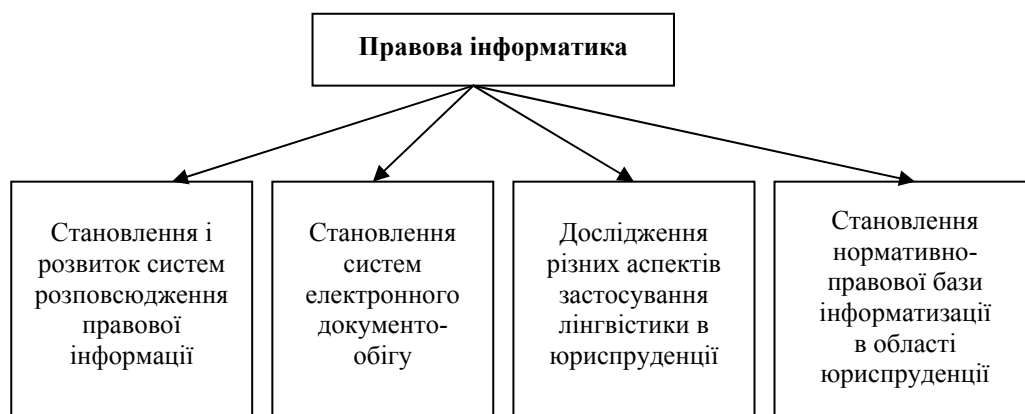 Правова інформатика
Становлення і
розвиток систем
розповсюдження
правової
інформації
Становлення
систем
електронного
документо-
обігу
Дослідження
різних аспектів
застосування
лінгвістики в
юриспруденції
Становлення
нормативно-
правової бази
інформатизації
в області
юриспруденції